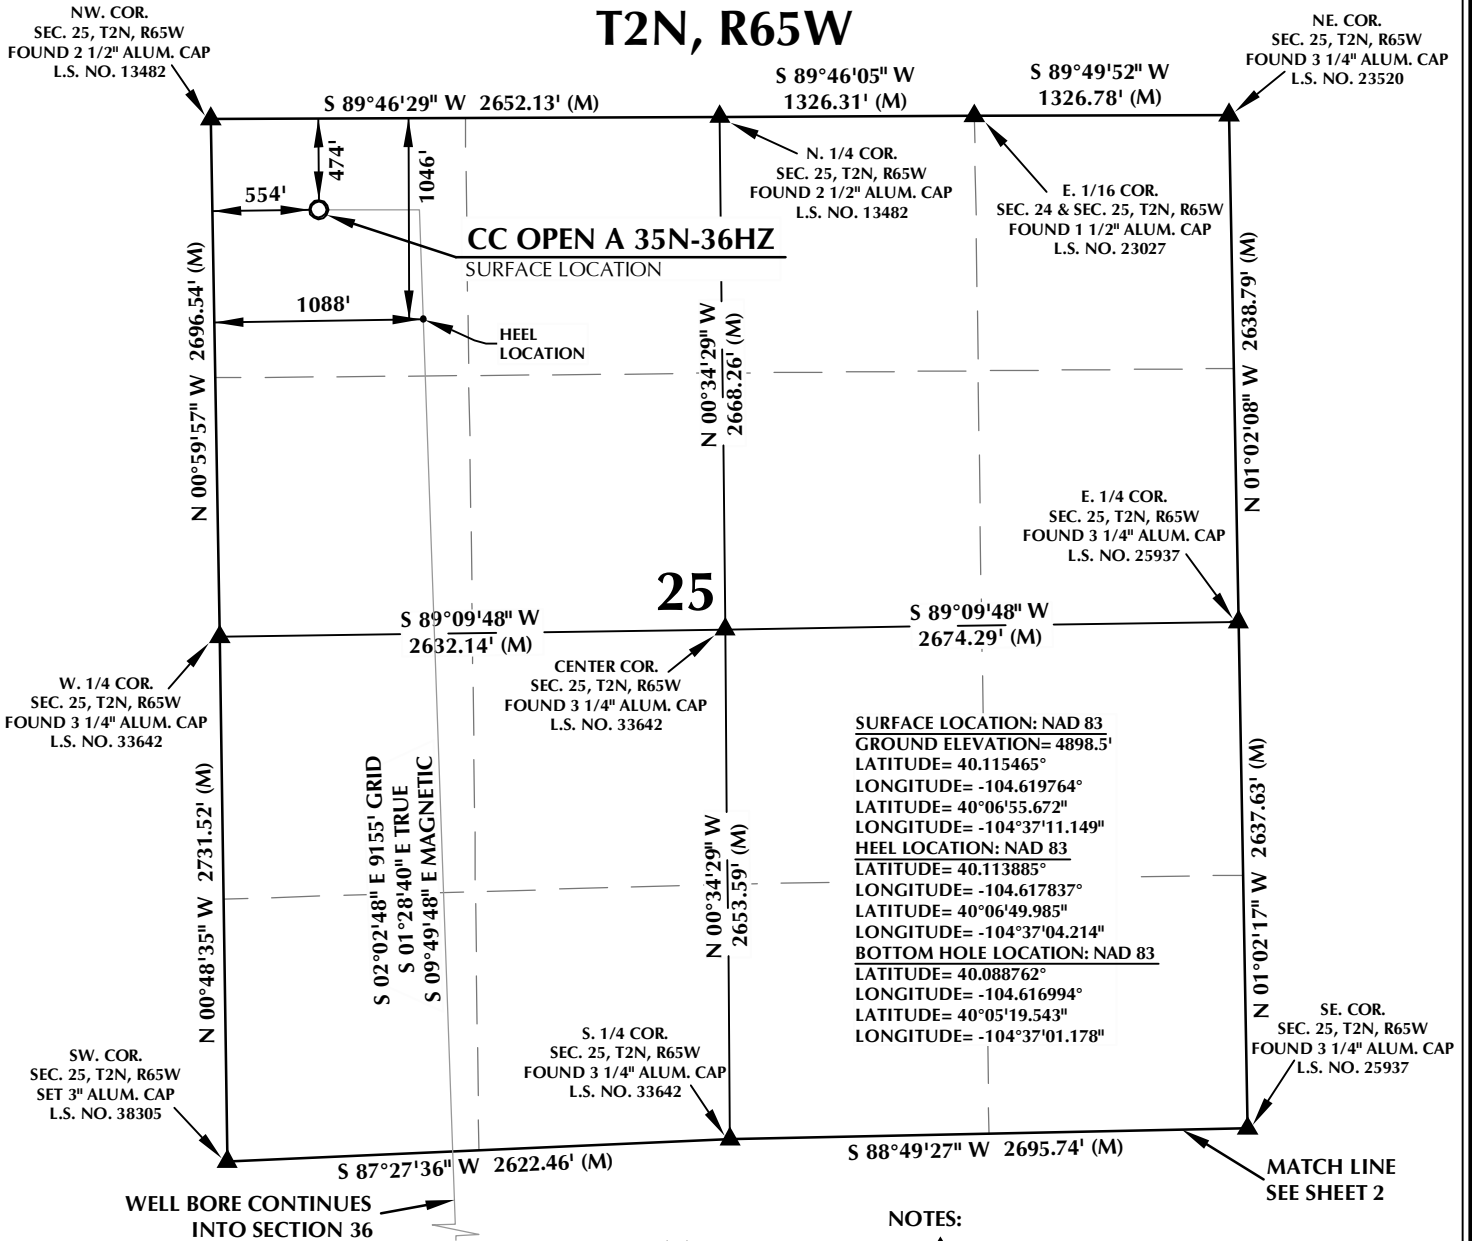 T2N, R65W
NW. COR.
SEC. 25, T2N, R65W
FOUND 2 1/2" ALUM. CAP
L.S. NO. 13482
NE. COR.
SEC. 25, T2N, R65W
FOUND 3 1/4" ALUM. CAP
L.S. NO. 23520
S 89°46'29" W 2652.13' (M)
S 89°46'05" W
1326.31' (M)
S 89°49'52" W
1326.78' (M)
474'
1046'
554'
N. 1/4 COR.
SEC. 25, T2N, R65W
FOUND 2 1/2" ALUM. CAP
L.S. NO. 13482
E. 1/16 COR.
SEC. 24 & SEC. 25, T2N, R65W
FOUND 1 1/2" ALUM. CAP
L.S. NO. 23027
CC OPEN A 35N-36HZ
SURFACE LOCATION
1088'
HEEL
LOCATION
N 00°59'57" W 2696.54' (M)
N 00°34'29" W
2668.26' (M)
N 01°02'08" W 2638.79' (M)
E. 1/4 COR.
SEC. 25, T2N, R65W
FOUND 3 1/4" ALUM. CAP
L.S. NO. 25937
25
S 89°09'48" W
2632.14' (M)
S 89°09'48" W
2674.29' (M)
W. 1/4 COR.
SEC. 25, T2N, R65W
FOUND 3 1/4" ALUM. CAP
L.S. NO. 33642
CENTER COR.
SEC. 25, T2N, R65W
FOUND 3 1/4" ALUM. CAP
L.S. NO. 33642
SURFACE LOCATION: NAD 83
GROUND ELEVATION= 4898.5'
LATITUDE= 40.115465°
LONGITUDE= -104.619764°
LATITUDE= 40°06'55.672"
LONGITUDE= -104°37'11.149"
HEEL LOCATION: NAD 83
LATITUDE= 40.113885°
LONGITUDE= -104.617837°
LATITUDE= 40°06'49.985"
LONGITUDE= -104°37'04.214"
BOTTOM HOLE LOCATION: NAD 83
LATITUDE= 40.088762°
LONGITUDE= -104.616994°
LATITUDE= 40°05'19.543"
LONGITUDE= -104°37'01.178"
N 00°48'35" W 2731.52' (M)
S 02°02'48" E 9155' GRID
S 01°28'40" E TRUE
S 09°49'48" E MAGNETIC
N 00°34'29" W
2653.59' (M)
N 01°02'17" W 2637.63' (M)
SW. COR.
SEC. 25, T2N, R65W
SET 3" ALUM. CAP
L.S. NO. 38305
S. 1/4 COR.
SEC. 25, T2N, R65W
FOUND 3 1/4" ALUM. CAP
L.S. NO. 33642
SE. COR.
SEC. 25, T2N, R65W
FOUND 3 1/4" ALUM. CAP
L.S. NO. 25937
S 87°27'36" W 2622.46' (M)
S 88°49'27" W 2695.74' (M)
MATCH LINE
SEE SHEET 2
WELL BORE CONTINUES
INTO SECTION 36
NOTES: